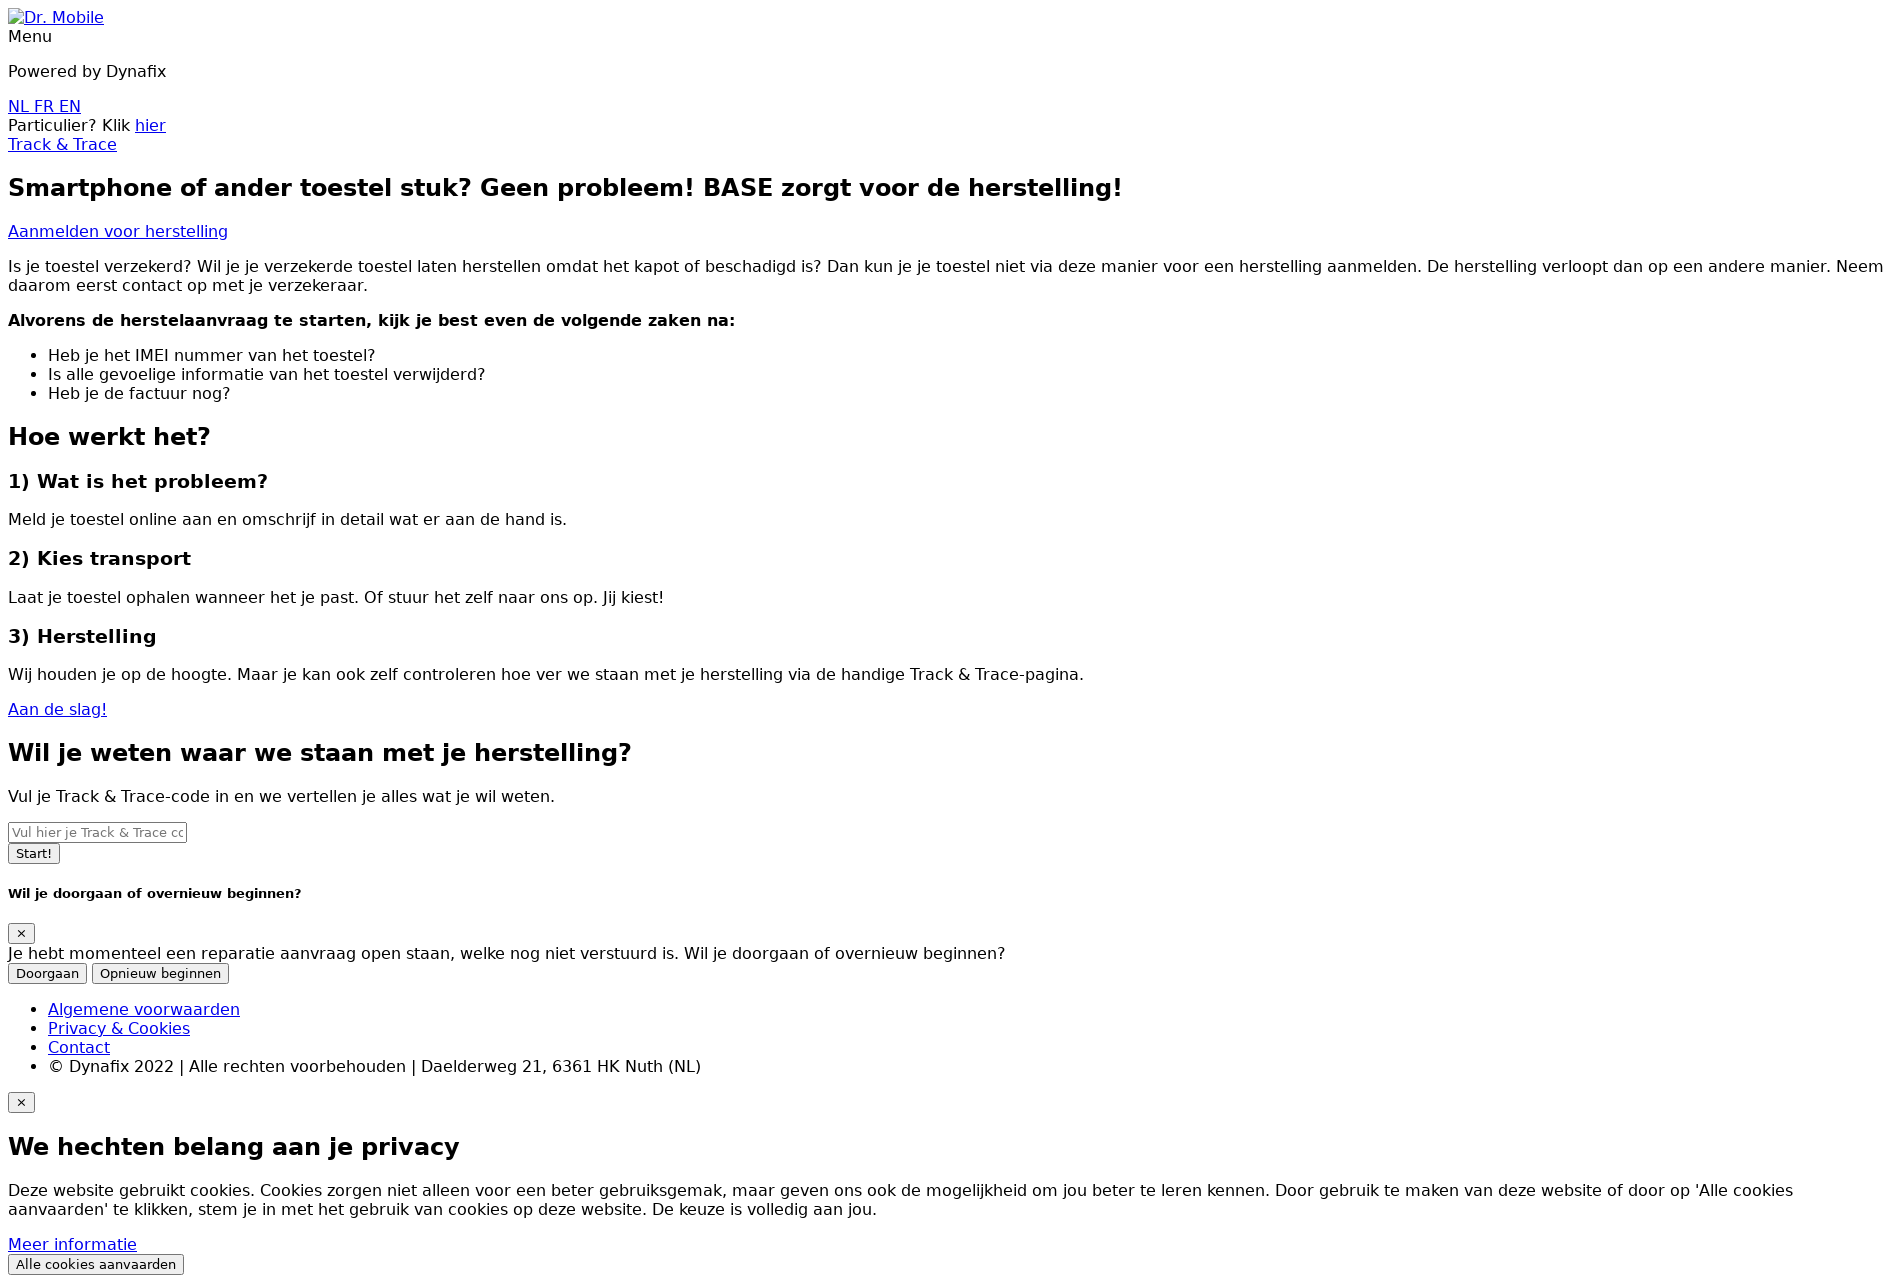 Dr. Mobile
Menu
Powered by Dynafix
NL FR EN
Particulier? Klik hier
Track & Trace
Smartphone of ander toestel stuk? Geen probleem! BASE zorgt voor de herstelling!
Aanmelden voor herstelling
Is je toestel verzekerd? Wil je je verzekerde toestel laten herstellen omdat het kapot of beschadigd is? Dan kun je je toestel niet via deze manier voor een herstelling aanmelden. De herstelling verloopt dan op een andere manier. Neem
daarom eerst contact op met je verzekeraar.
Alvorens de herstelaanvraag te starten, kijk je best even de volgende zaken na:
• Heb je het IMEI nummer van het toestel?
• Is alle gevoelige informatie van het toestel verwijderd?
• Heb je de factuur nog?
Hoe werkt het?
1) Wat is het probleem?
Meld je toestel online aan en omschrijf in detail wat er aan de hand is.
2) Kies transport
Laat je toestel ophalen wanneer het je past. Of stuur het zelf naar ons op. Jij kiest!
3) Herstelling
Wij houden je op de hoogte. Maar je kan ook zelf controleren hoe ver we staan met je herstelling via de handige Track & Trace-pagina.
Aan de slag!
Wil je weten waar we staan met je herstelling?
Vul je Track & Trace-code in en we vertellen je alles wat je wil weten.
Vul hier je Track & Trace cc
Start!
Wil je doorgaan of overnieuw beginnen?
×
Je hebt momenteel een reparatie aanvraag open staan, welke nog niet verstuurd is. Wil je doorgaan of overnieuw beginnen?
Doorgaan Opnieuw beginnen
• Algemene voorwaarden
• Privacy & Cookies
• Contact
• © Dynafix 2022 | Alle rechten voorbehouden | Daelderweg 21, 6361 HK Nuth (NL)
×
We hechten belang aan je privacy
Deze website gebruikt cookies. Cookies zorgen niet alleen voor een beter gebruiksgemak, maar geven ons ook de mogelijkheid om jou beter te leren kennen. Door gebruik te maken van deze website of door op 'Alle cookies
aanvaarden' te klikken, stem je in met het gebruik van cookies op deze website. De keuze is volledig aan jou.
Meer informatie
Alle cookies aanvaarden